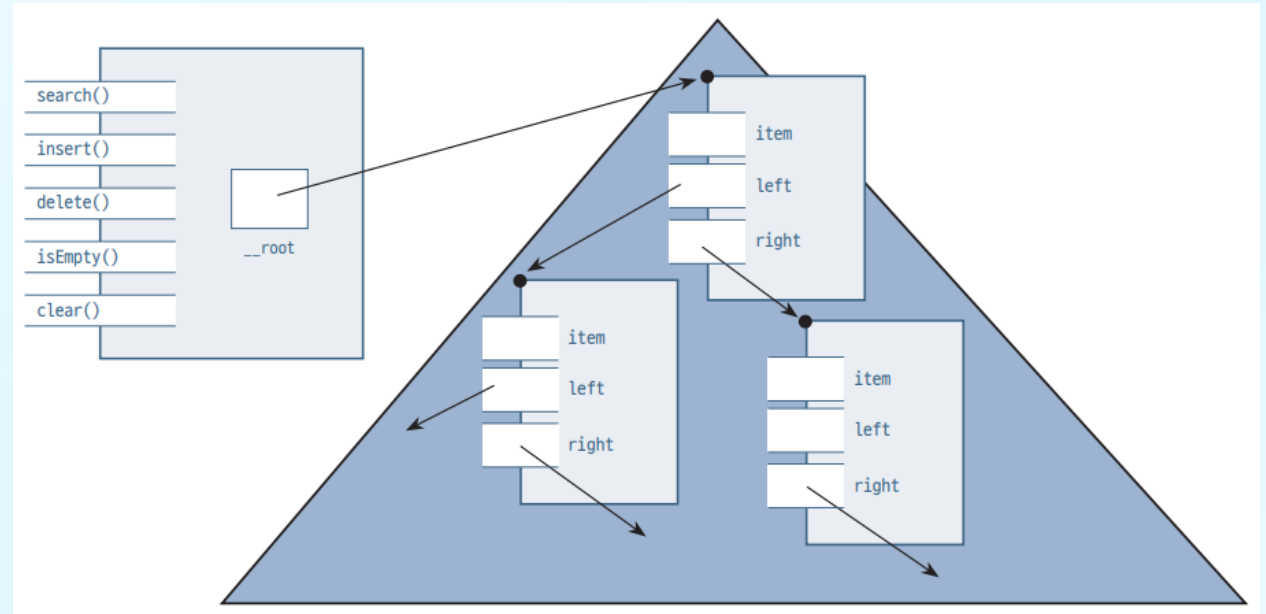 search()
insert()
delete()
isEmpty()
clear()
__root
item
left
right
item
left
right
item
left
right